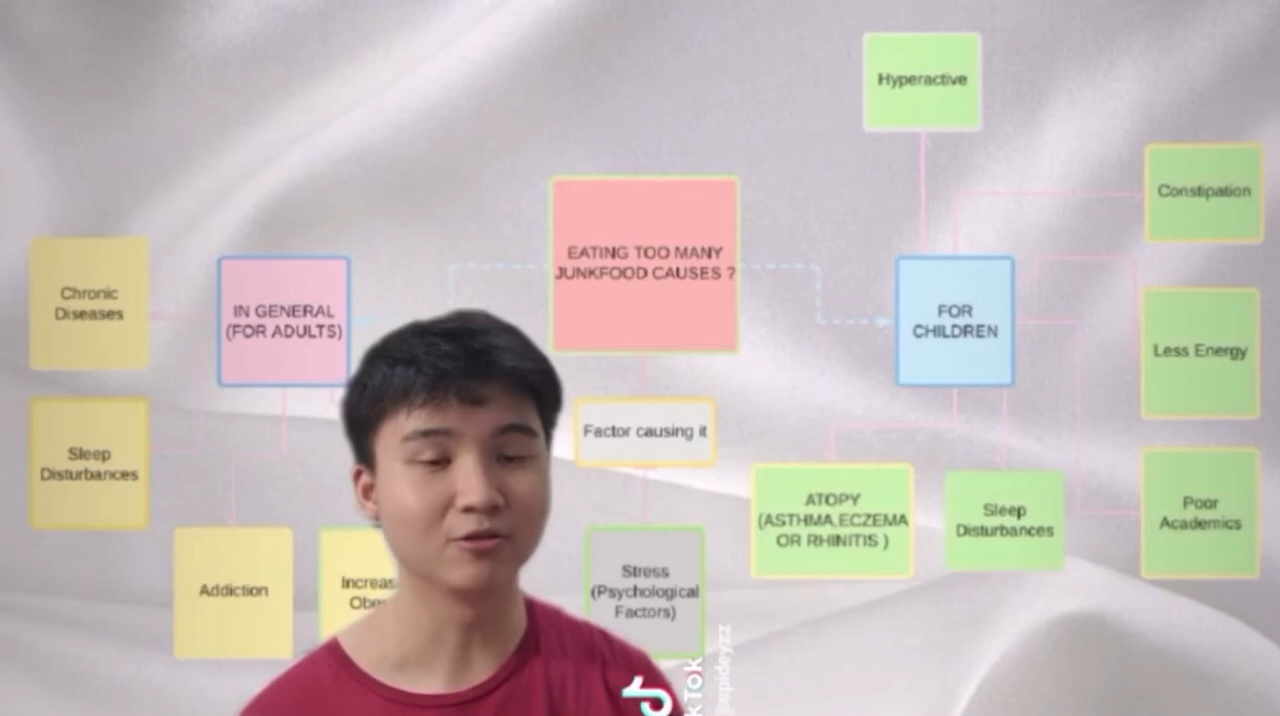 Hyperactive
Constipation
EATING TOO MANY
JUNKFOOD CAUSES ?
Chronic
Diseases
IN GENERAL
(FOR ADULTS)
FOR
CHILDREN
Less Energy
Factor causing it
Sleep
Disturbances
ATOPY
(ASTHMA,ECZEMA
OR RHINITIS )
Sleep
Disturbances
Poor
Academics
Addiction
Stress
(Psychological
Factors)
kTok